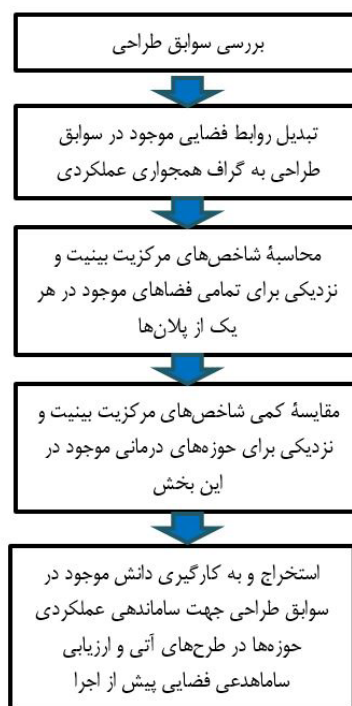 بررسی سوابق طراحی
تبدیل روابط فضایی موجود در سوابق
طراحی به گراف همجواری عملکردی
محاسبهٔ شاخص‌های مرکزیت بینیت و
نزدیکی برای تمامی فضاهای موجود در هر
یک از پلان‌ها
مقایسهٔ کمی شاخص‌های مرکزیت بینیت و
نزدیکی برای حوزه‌های درمانی موجود در
این بخش
استخراج و به کارگیری دانش موجود در
سوابق طراحی جهت ساماندهی عملکردی
حوزه‌ها در طرح‌های آتی و ارزیابی
ساماهدعی فضایی پیش از اجرا